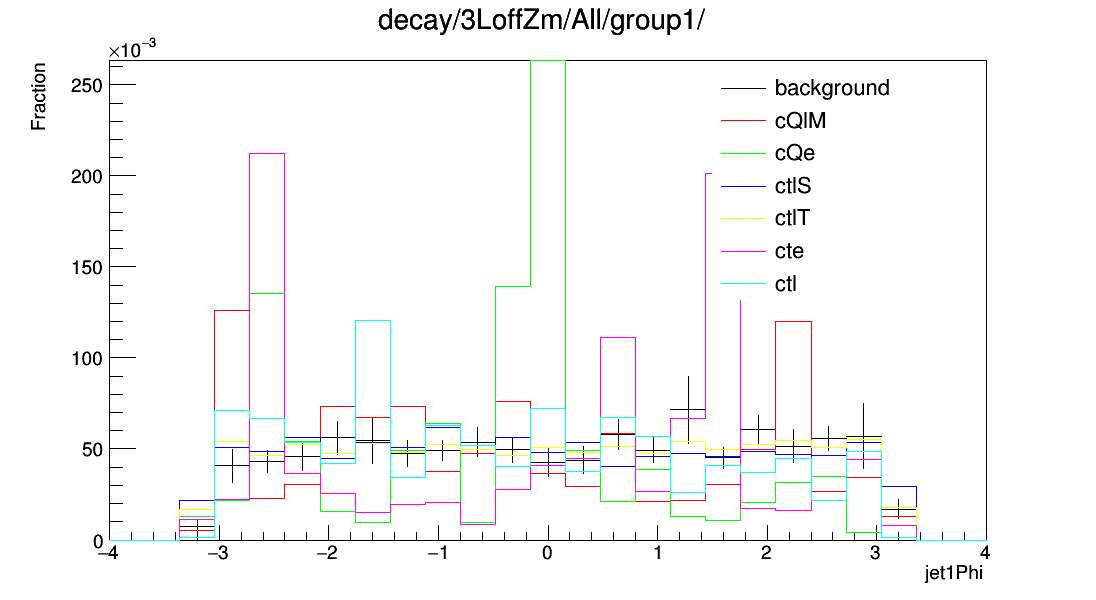 decay/3LoffZm/All/group1/
×10⁻³
Fraction
250
200
150
100
50
0
background
cQlM
cQe
ctlS
ctlT
cte
ctl
−4 −3 −2 −1 0 1 2 3 4
jet1Phi